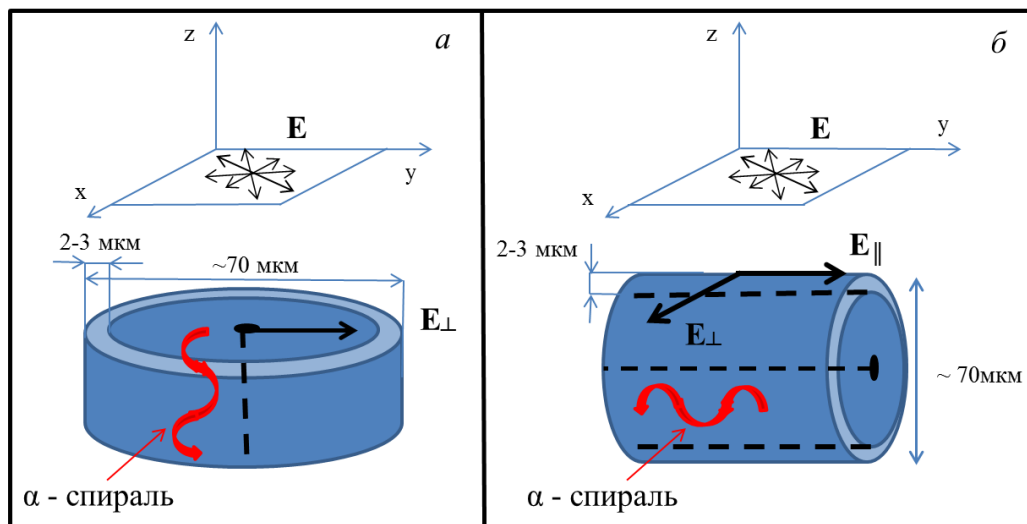 а
z
E
y
x
2-3 мкм
~70 мкм
E⊥
α - спираль
б
z
E
y
x
2-3 мкм
E∥
E⊥
~ 70мкм
α - спираль